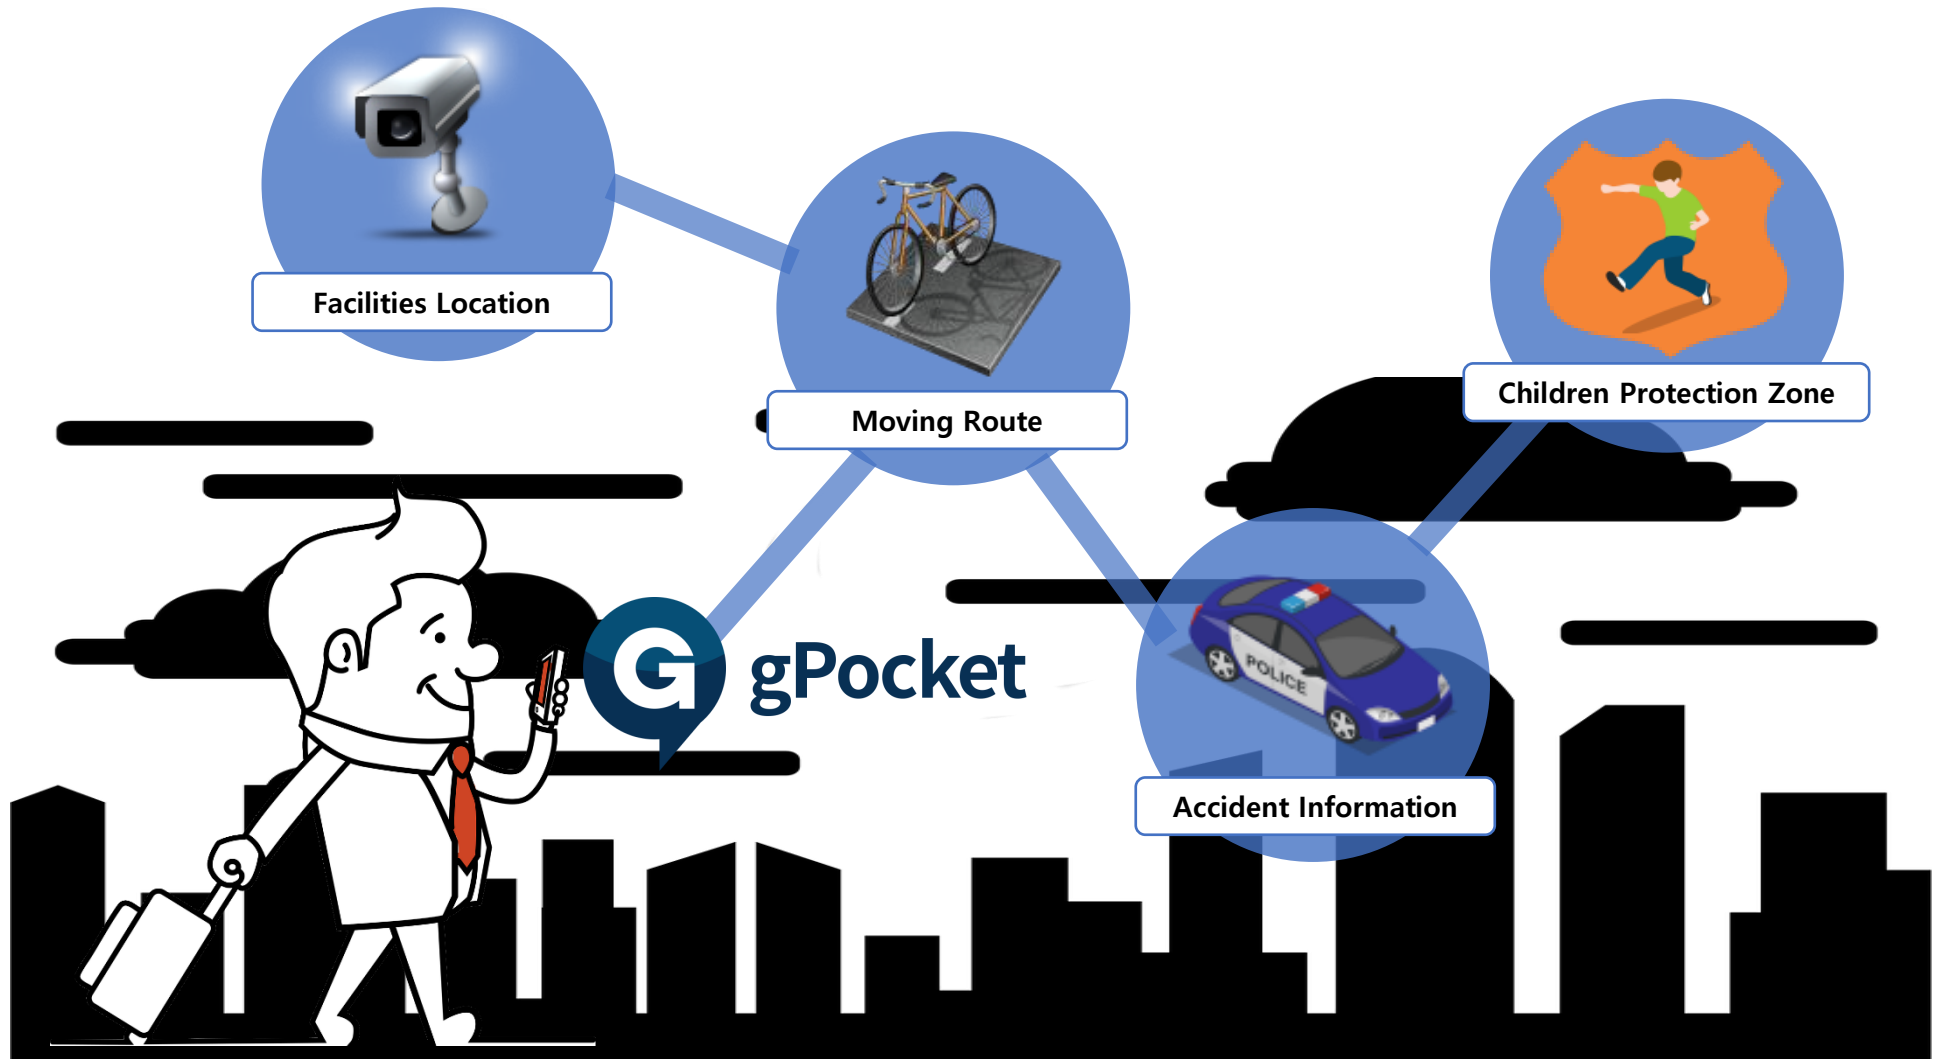 Facilities Location
Moving Route
Children Protection Zone
G gPocket
POLICE
Accident Information